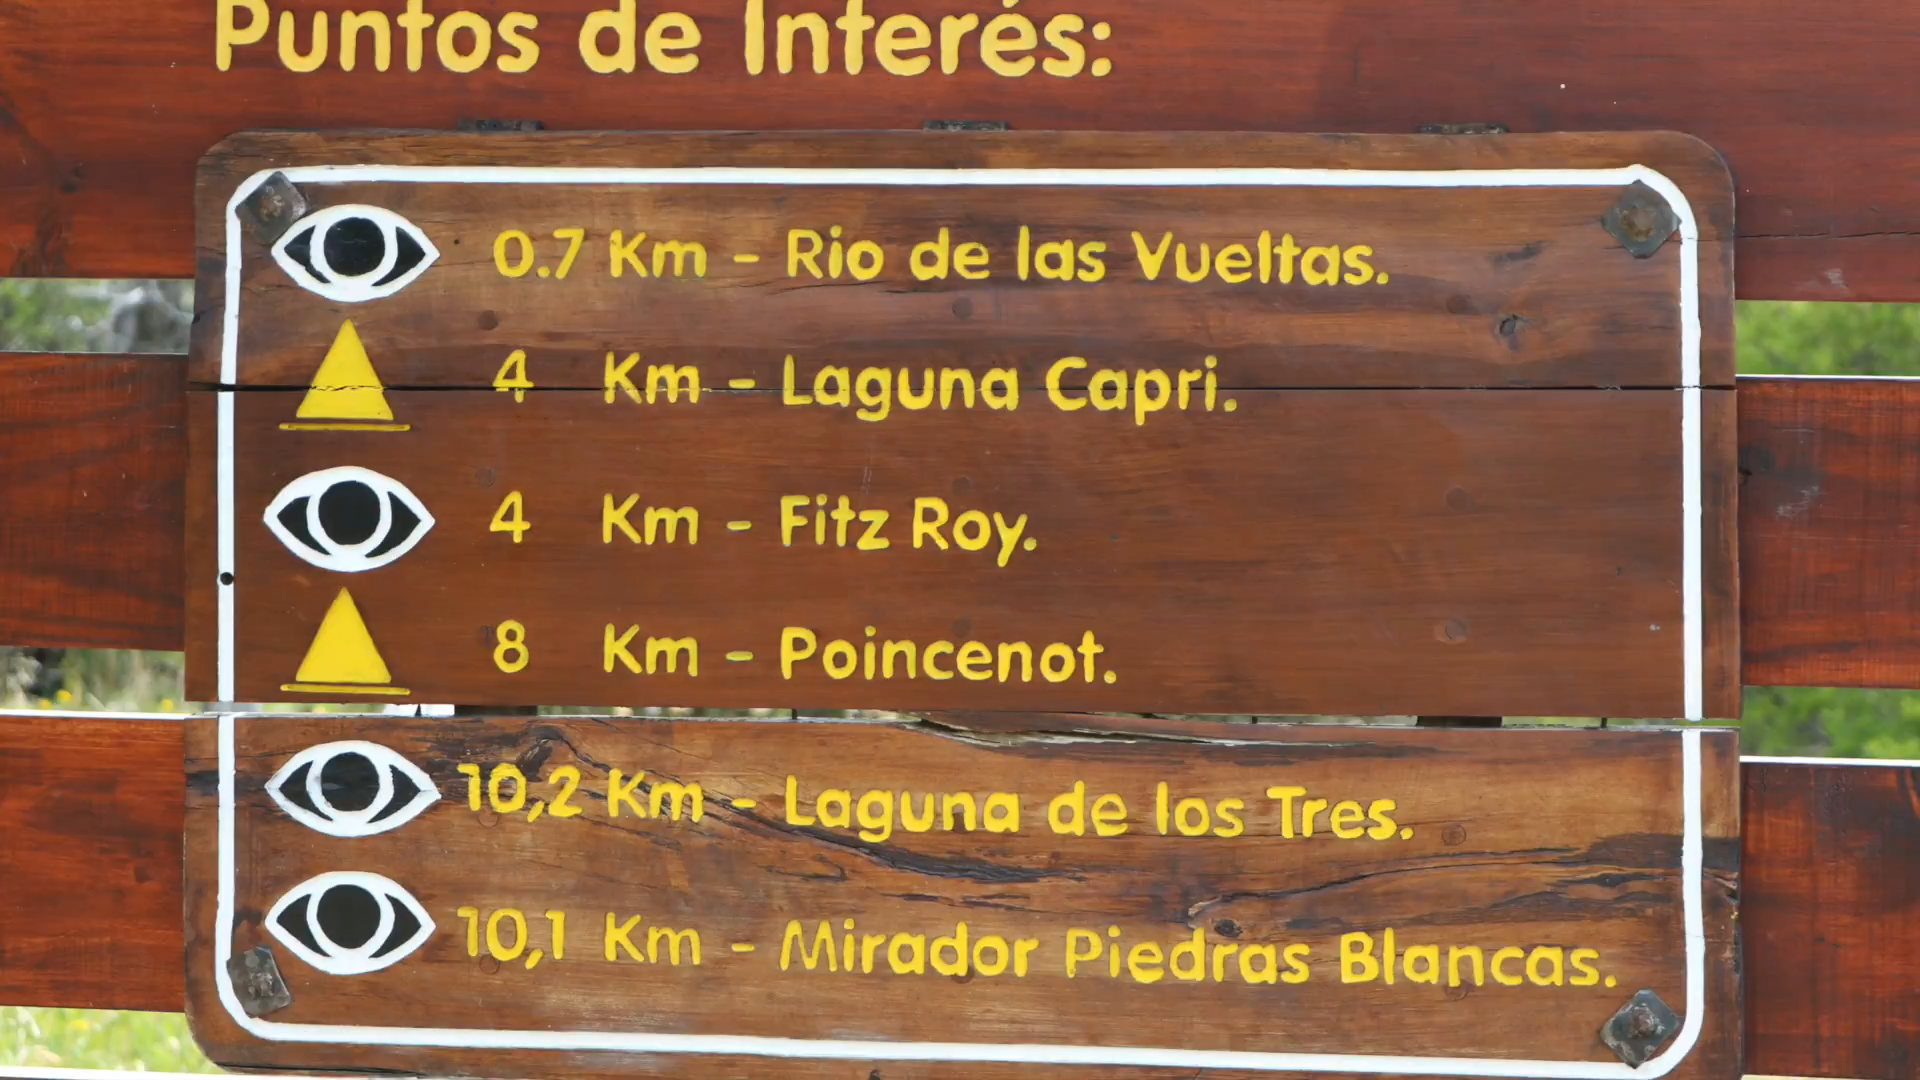 Puntos de Interés:
0.7 Km - Rio de las Vueltas.
4 Km - Laguna Capri.
4 Km - Fitz Roy.
8 Km - Poincenot.
10,2 Km - Laguna de los Tres.
10,1 Km - Mirador Piedras Blancas.